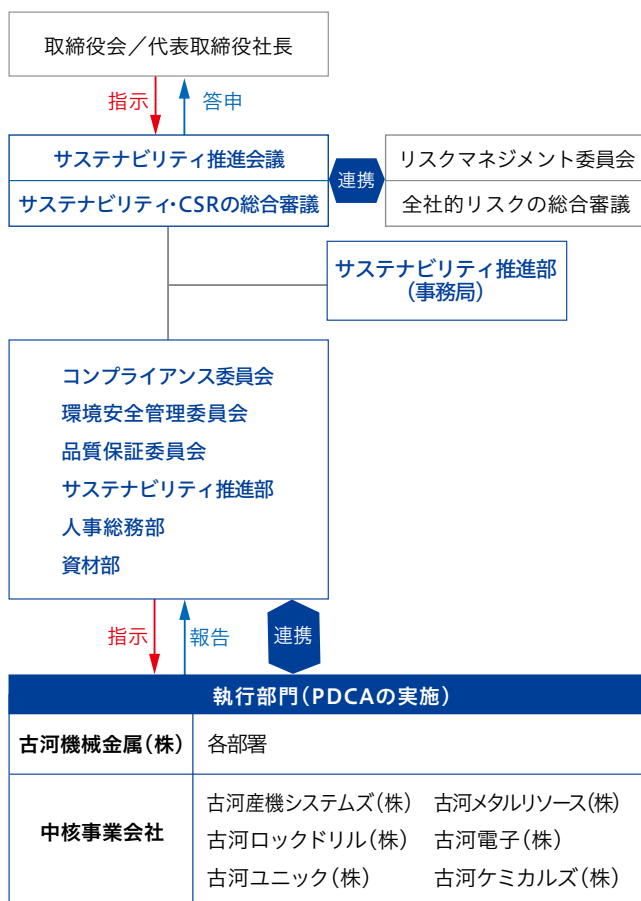 取締役会／代表取締役社長
指示 答申
サステナビリティ推進会議
サステナビリティ・CSRの総合審議
連携
リスクマネジメント委員会
全社的リスクの総合審議
サステナビリティ推進部
（事務局）
コンプライアンス委員会
環境安全管理委員会
品質保証委員会
サステナビリティ推進部
人事総務部
資材部
指示 報告 連携
執行部門（PDCAの実施）
古河機械金属（株） 各部署
中核事業会社
古河産機システムズ（株） 古河メタルリソース（株）
古河ロックドリル（株） 古河電子（株）
古河ユニック（株） 古河ケミカルズ（株）